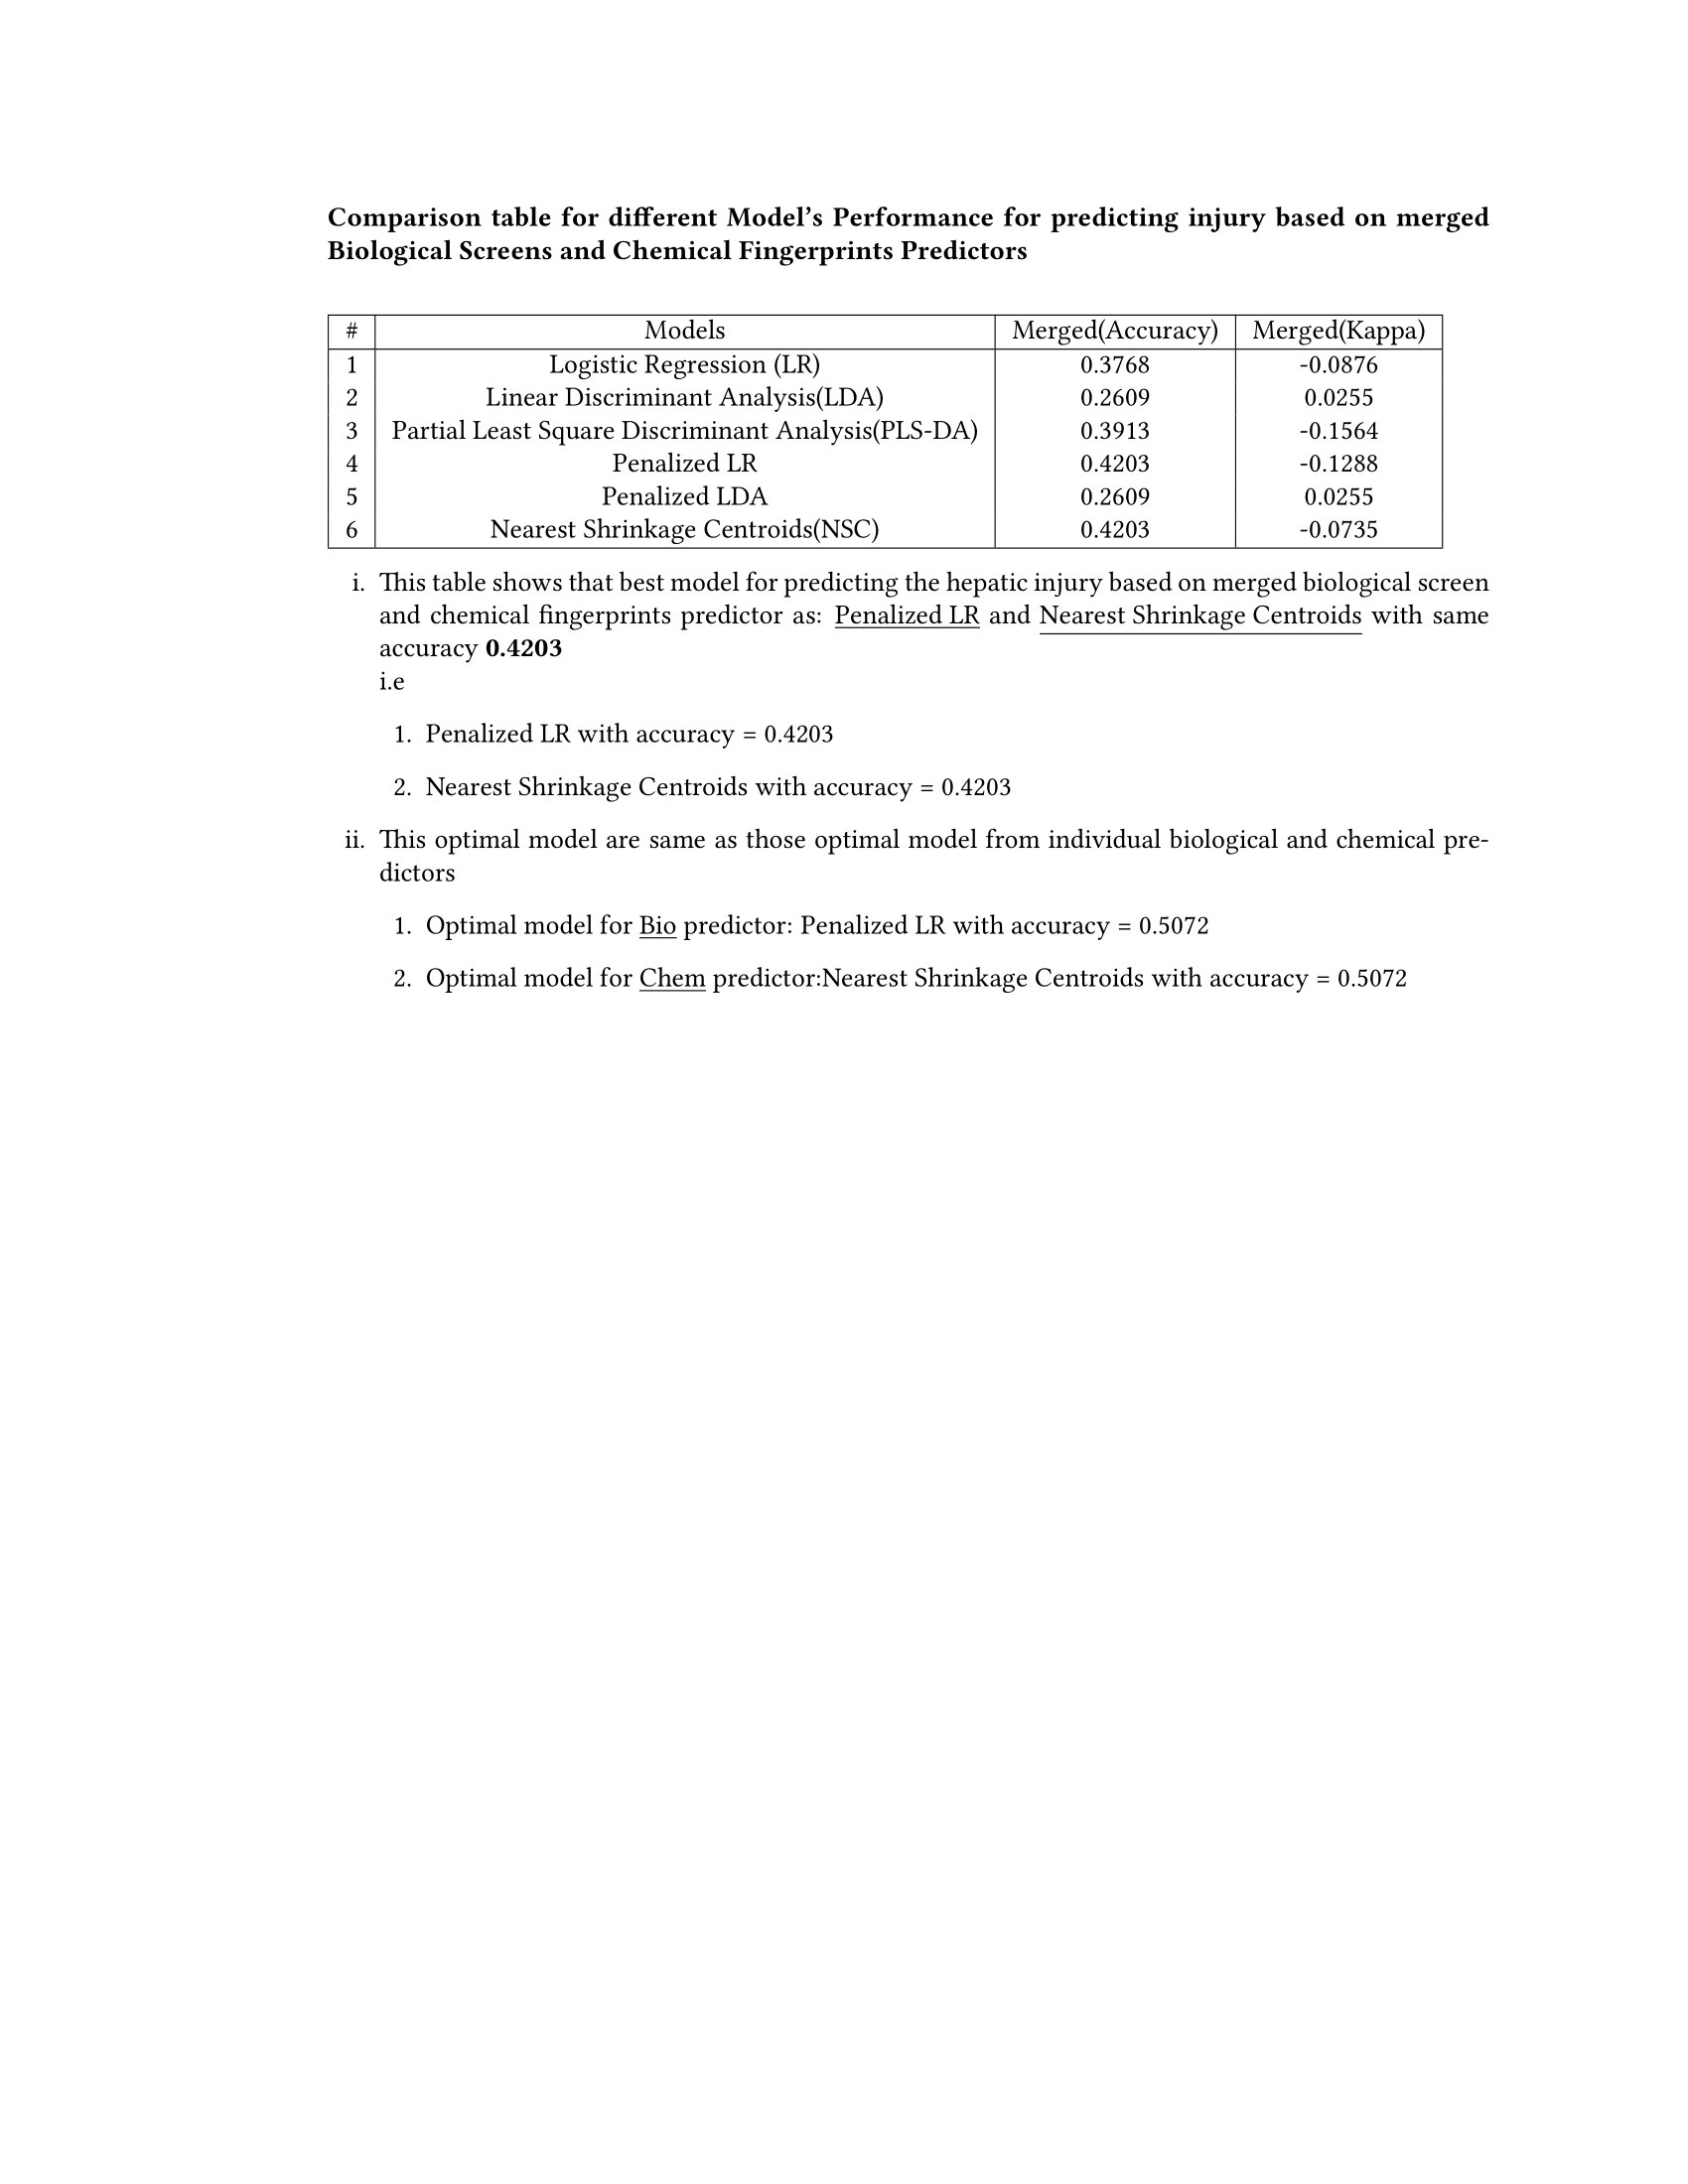 Comparison table for different Model's Performance for predicting injury based on merged
Biological Screens and Chemical Fingerprints Predictors
# Models Merged(Accuracy) Merged(Kappa)
1 Logistic Regression (LR) 0.3768 -0.0876
2 Linear Discriminant Analysis(LDA) 0.2609 0.0255
3 Partial Least Square Discriminant Analysis(PLS-DA) 0.3913 -0.1564
4 Penalized LR 0.4203 -0.1288
5 Penalized LDA 0.2609 0.0255
6 Nearest Shrinkage Centroids(NSC) 0.4203 -0.0735
i. This table shows that best model for predicting the hepatic injury based on merged biological screen
and chemical fingerprints predictor as: Penalized LR and Nearest Shrinkage Centroids with same
accuracy 0.4203
i.e
1. Penalized LR with accuracy = 0.4203
2. Nearest Shrinkage Centroids with accuracy = 0.4203
ii. This optimal model are same as those optimal model from individual biological and chemical pre-
dictors
1. Optimal model for Bio predictor: Penalized LR with accuracy = 0.5072
2. Optimal model for Chem predictor:Nearest Shrinkage Centroids with accuracy = 0.5072